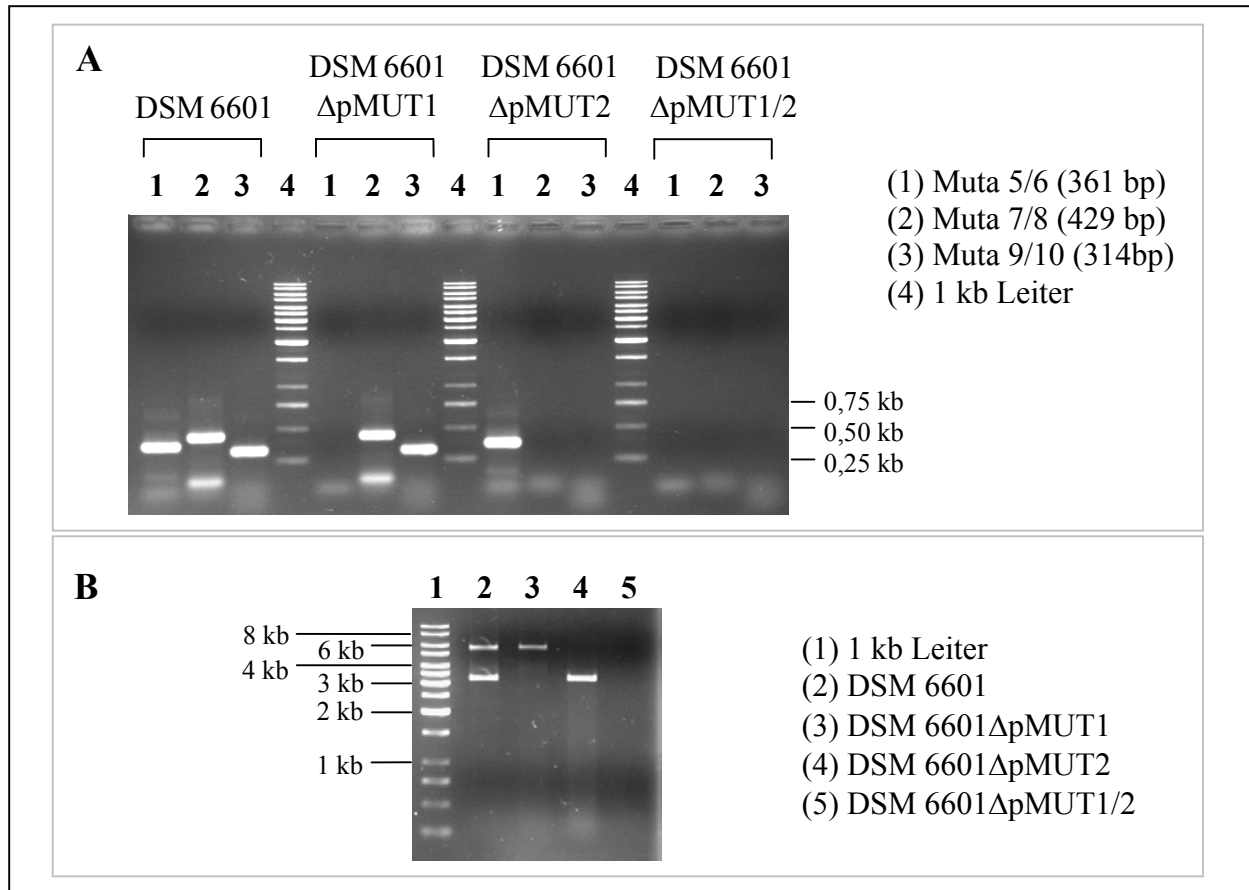 A
DSM 6601
DSM 6601
ΔpMUT1
DSM 6601
ΔpMUT2
DSM 6601
ΔpMUT1/2
1 2 3 4 1 2 3 4 1 2 3 4 1 2 3
(1) Muta 5/6 (361 bp)
(2) Muta 7/8 (429 bp)
(3) Muta 9/10 (314bp)
(4) 1 kb Leiter
0,75 kb
0,50 kb
0,25 kb
B
1 2 3 4 5
8 kb
6 kb
4 kb
3 kb
2 kb
1 kb
(1) 1 kb Leiter
(2) DSM 6601
(3) DSM 6601ΔpMUT1
(4) DSM 6601ΔpMUT2
(5) DSM 6601ΔpMUT1/2